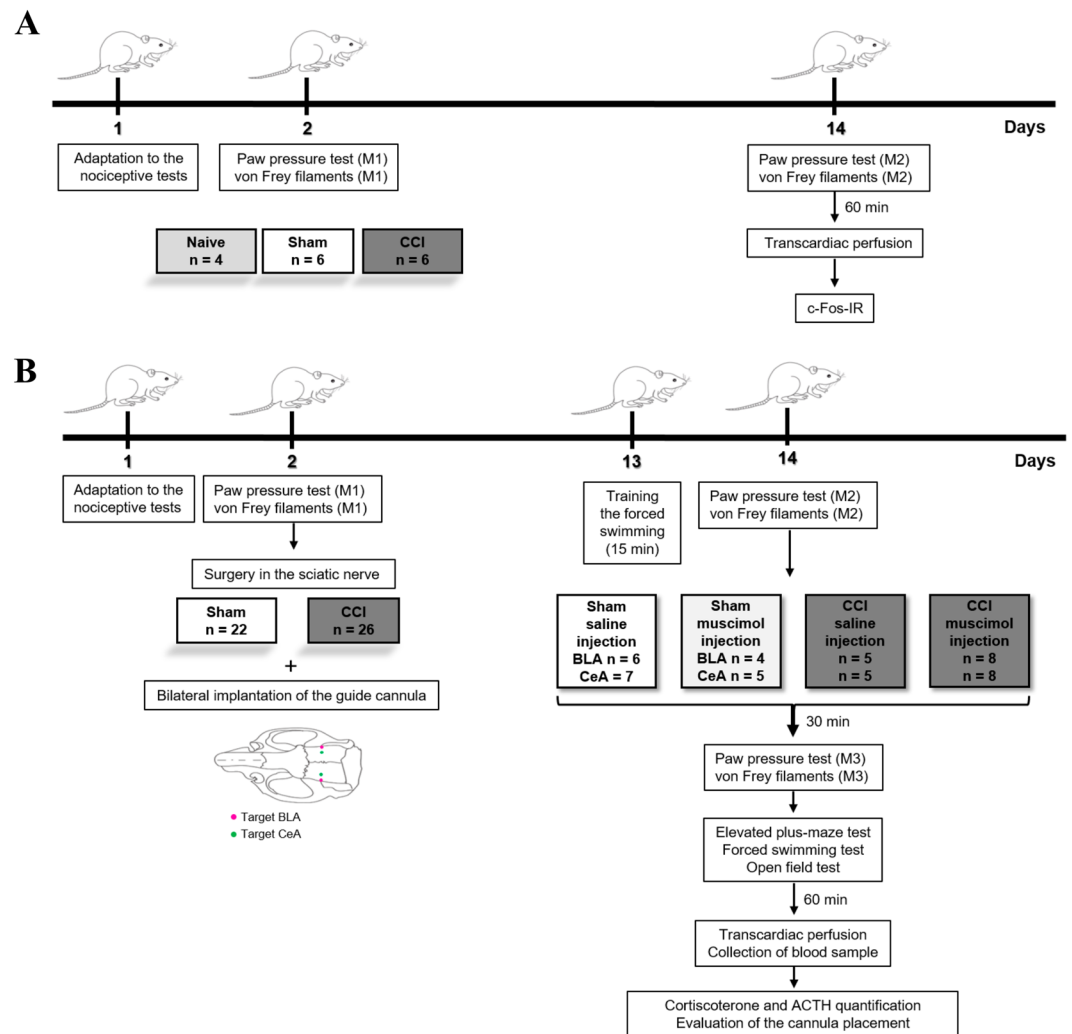 A
1
2
14
Days
Adaptation to the
nociceptive tests
Paw pressure test (M1)
von Frey filaments (M1)
Paw pressure test (M2)
von Frey filaments (M2)
60 min
Naive
n = 4
Sham
n = 6
CCI
n = 6
Transcardiac perfusion
c-Fos-IR
B
1
2
13
14
Days
Adaptation to the
nociceptive tests
Paw pressure test (M1)
von Frey filaments (M1)
Surgery in the sciatic nerve
Sham
n = 22
CCI
n = 26
+
Bilateral implantation of the guide cannula
Target BLA
Target CeA
Training
the forced
swimming
(15 min)
Paw pressure test (M2)
von Frey filaments (M2)
Sham
saline
injection
BLA n = 6
CeA = 7
Sham
muscimol
injection
BLA n = 4
CeA n = 5
CCI
saline
injection
n = 5
n = 5
CCI
muscimol
injection
n = 8
n = 8
30 min
Paw pressure test (M3)
von Frey filaments (M3)
Elevated plus-maze test
Forced swimming test
Open field test
60 min
Transcardiac perfusion
Collection of blood sample
Cortiscoterone and ACTH quantification
Evaluation of the cannula placement